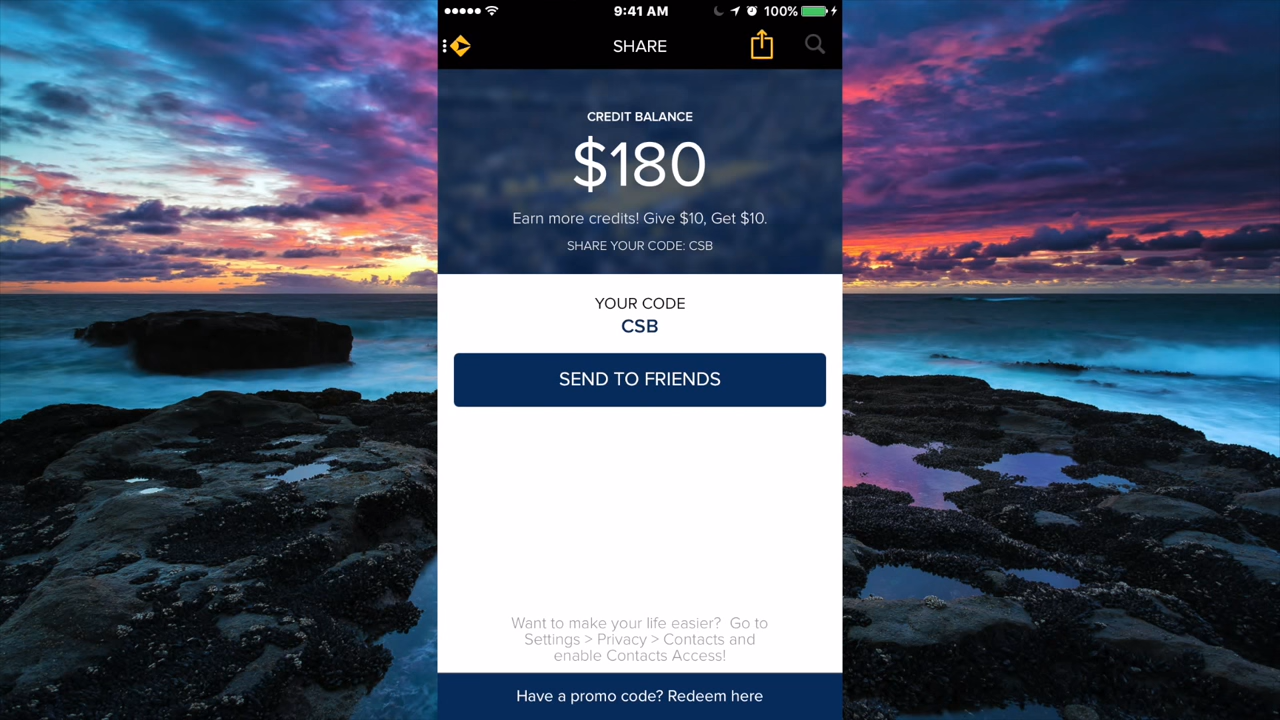 9:41 AM
100%
SHARE
CREDIT BALANCE
$180
Earn more credits! Give $10, Get $10.
SHARE YOUR CODE: CSB
YOUR CODE
CSB
SEND TO FRIENDS
Want to make your life easier?  Go to
Settings > Privacy > Contacts and
enable Contacts Access!
Have a promo code? Redeem here